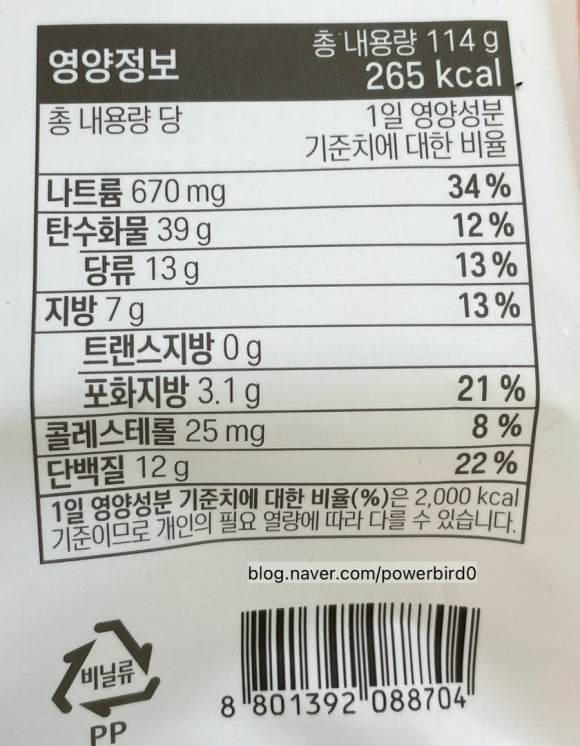 영양정보
총 내용량 114 g
265 kcal
총 내용량 당
1일 영양성분
기준치에 대한 비율
나트륨 670 mg 34 %
탄수화물 39 g 12 %
당류 13 g 13 %
지방 7 g 13 %
트랜스지방 0 g
포화지방 3.1 g 21 %
콜레스테롤 25 mg 8 %
단백질 12 g 22 %
1일 영양성분 기준치에 대한 비율(%)은 2,000 kcal
기준이므로 개인의 필요 열량에 따라 다를 수 있습니다.
blog.naver.com/powerbird0
비닐류
PP
8 801392 088704